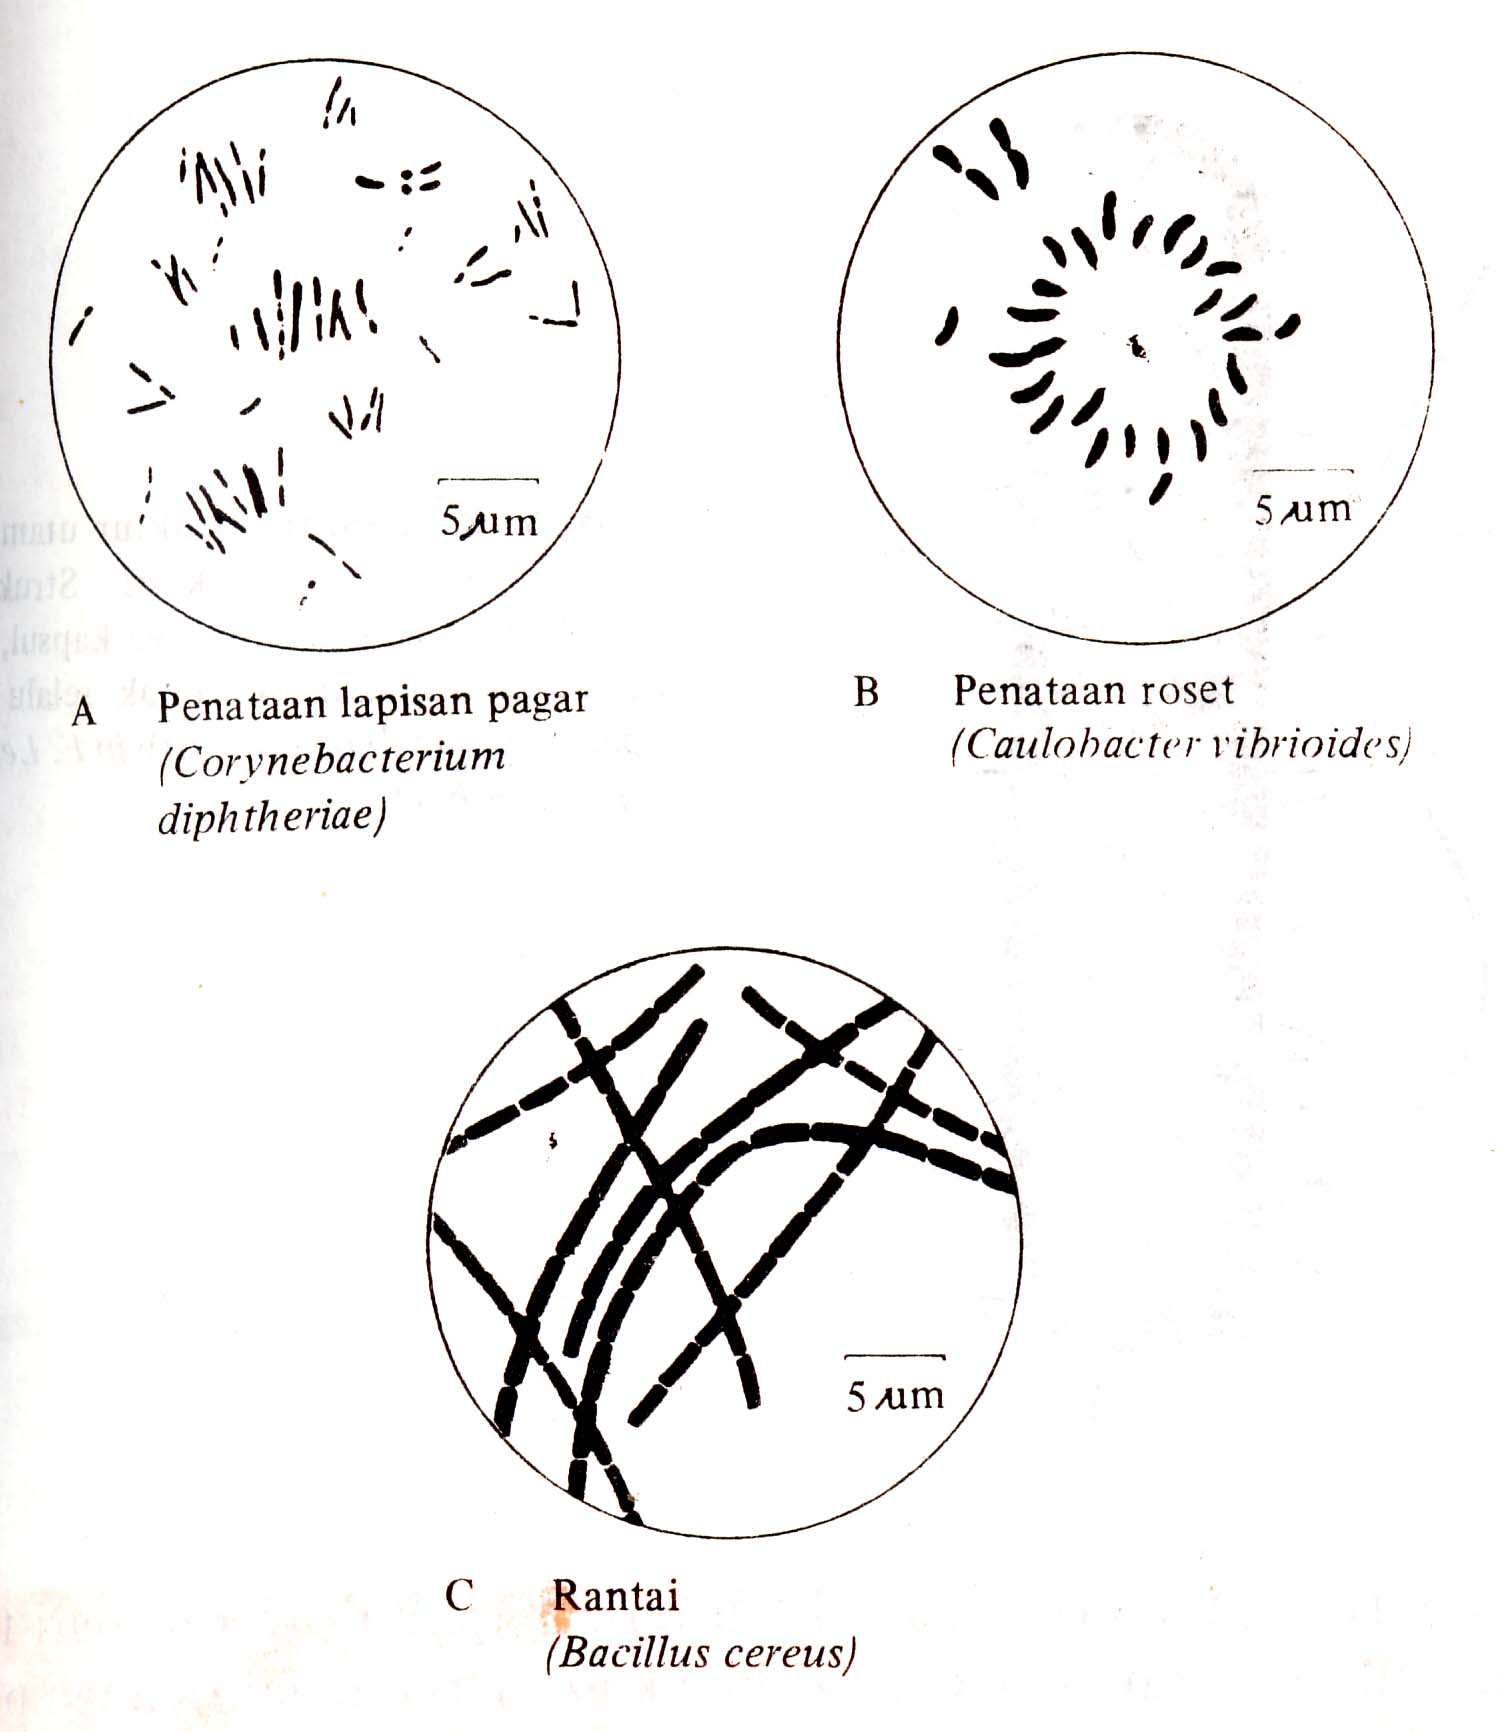 5 µm
A Penataan lapisan pagar
(Corynebacterium
diphtheriae)
5 µm
B Penataan roset
(Caulobacter vibrioides)
5 µm
C Rantai
(Bacillus cereus)